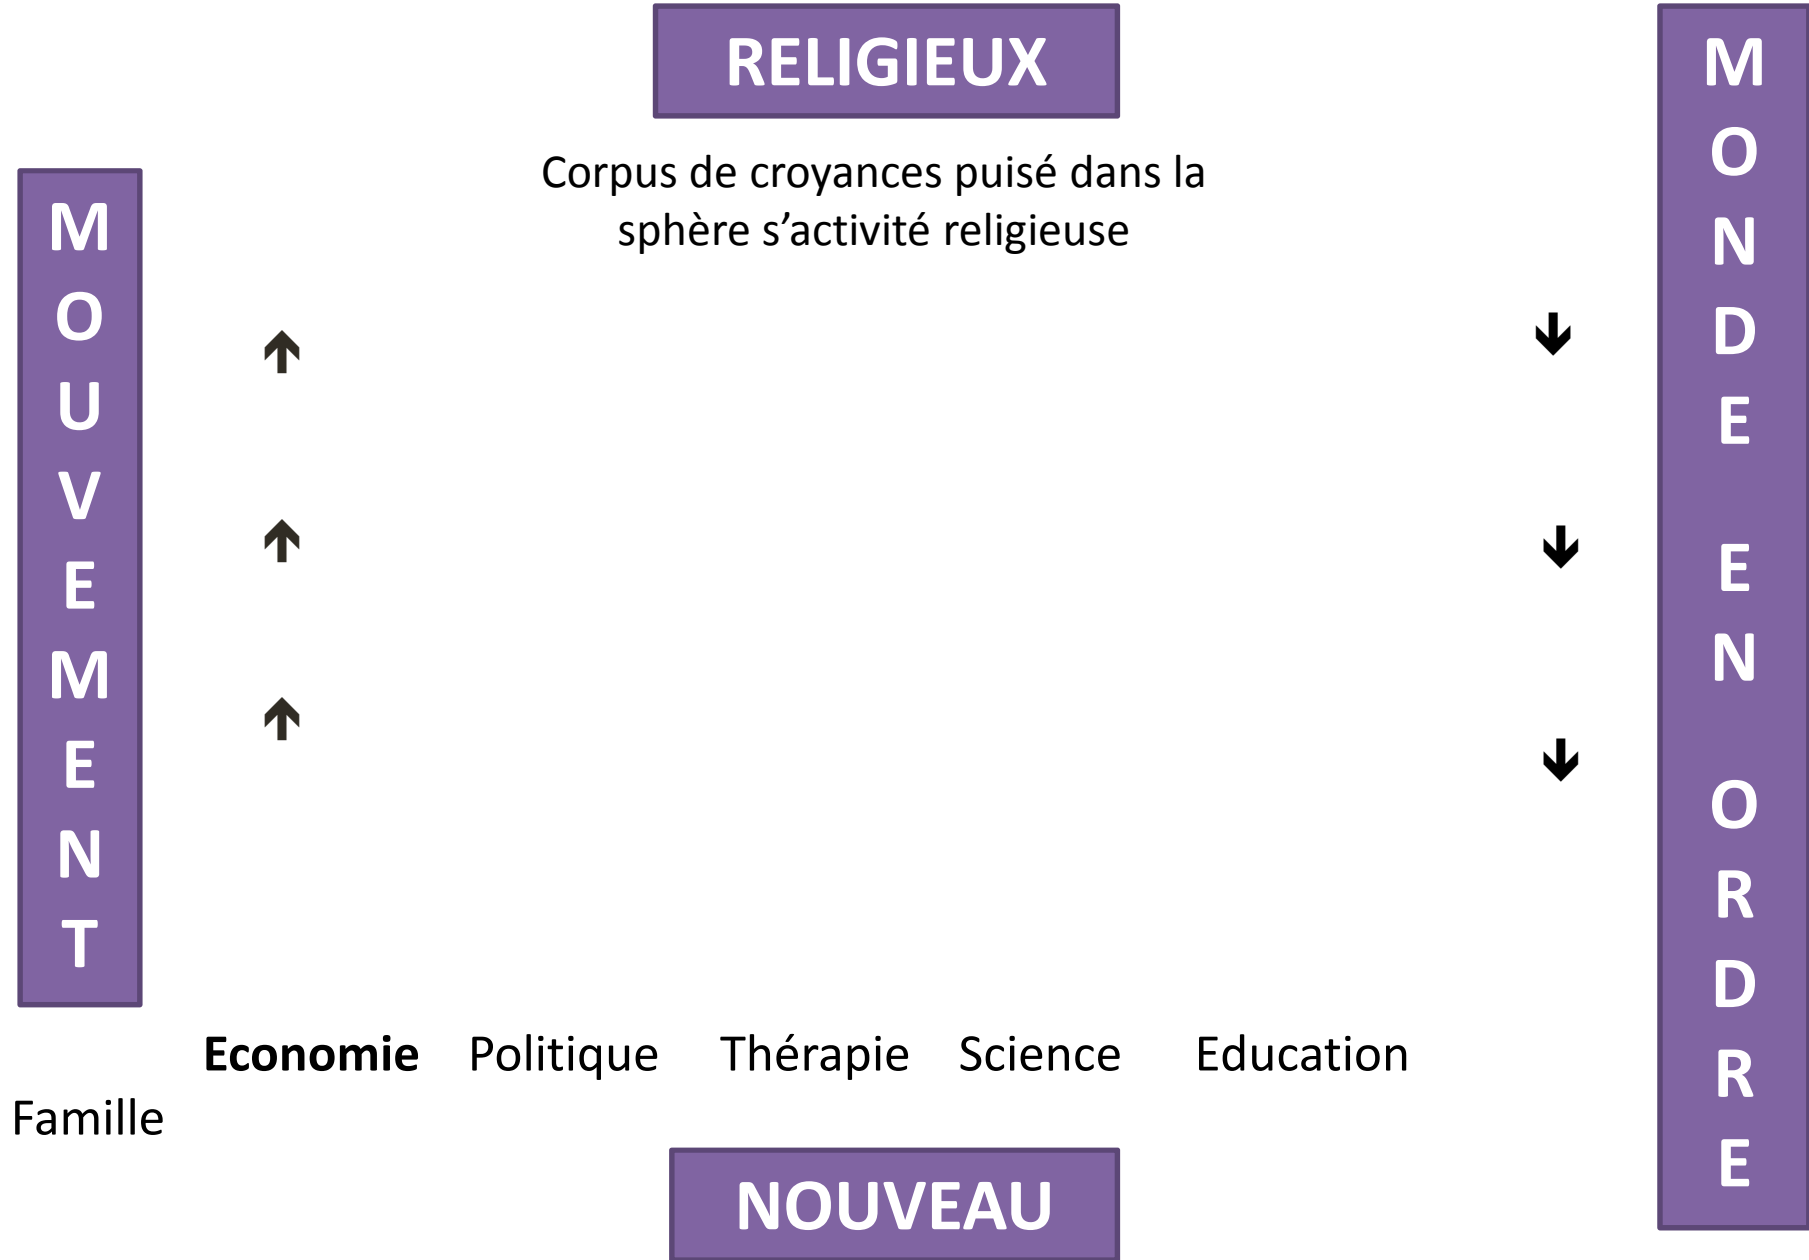 RELIGIEUX
Corpus de croyances puisé dans la
sphère s’activité religieuse
MOUVEMENT
MONDE EN ORDRE
🡹
🡻
🡹
🡻
🡹
🡻
Economie Politique Thérapie Science Education
Famille
NOUVEAU